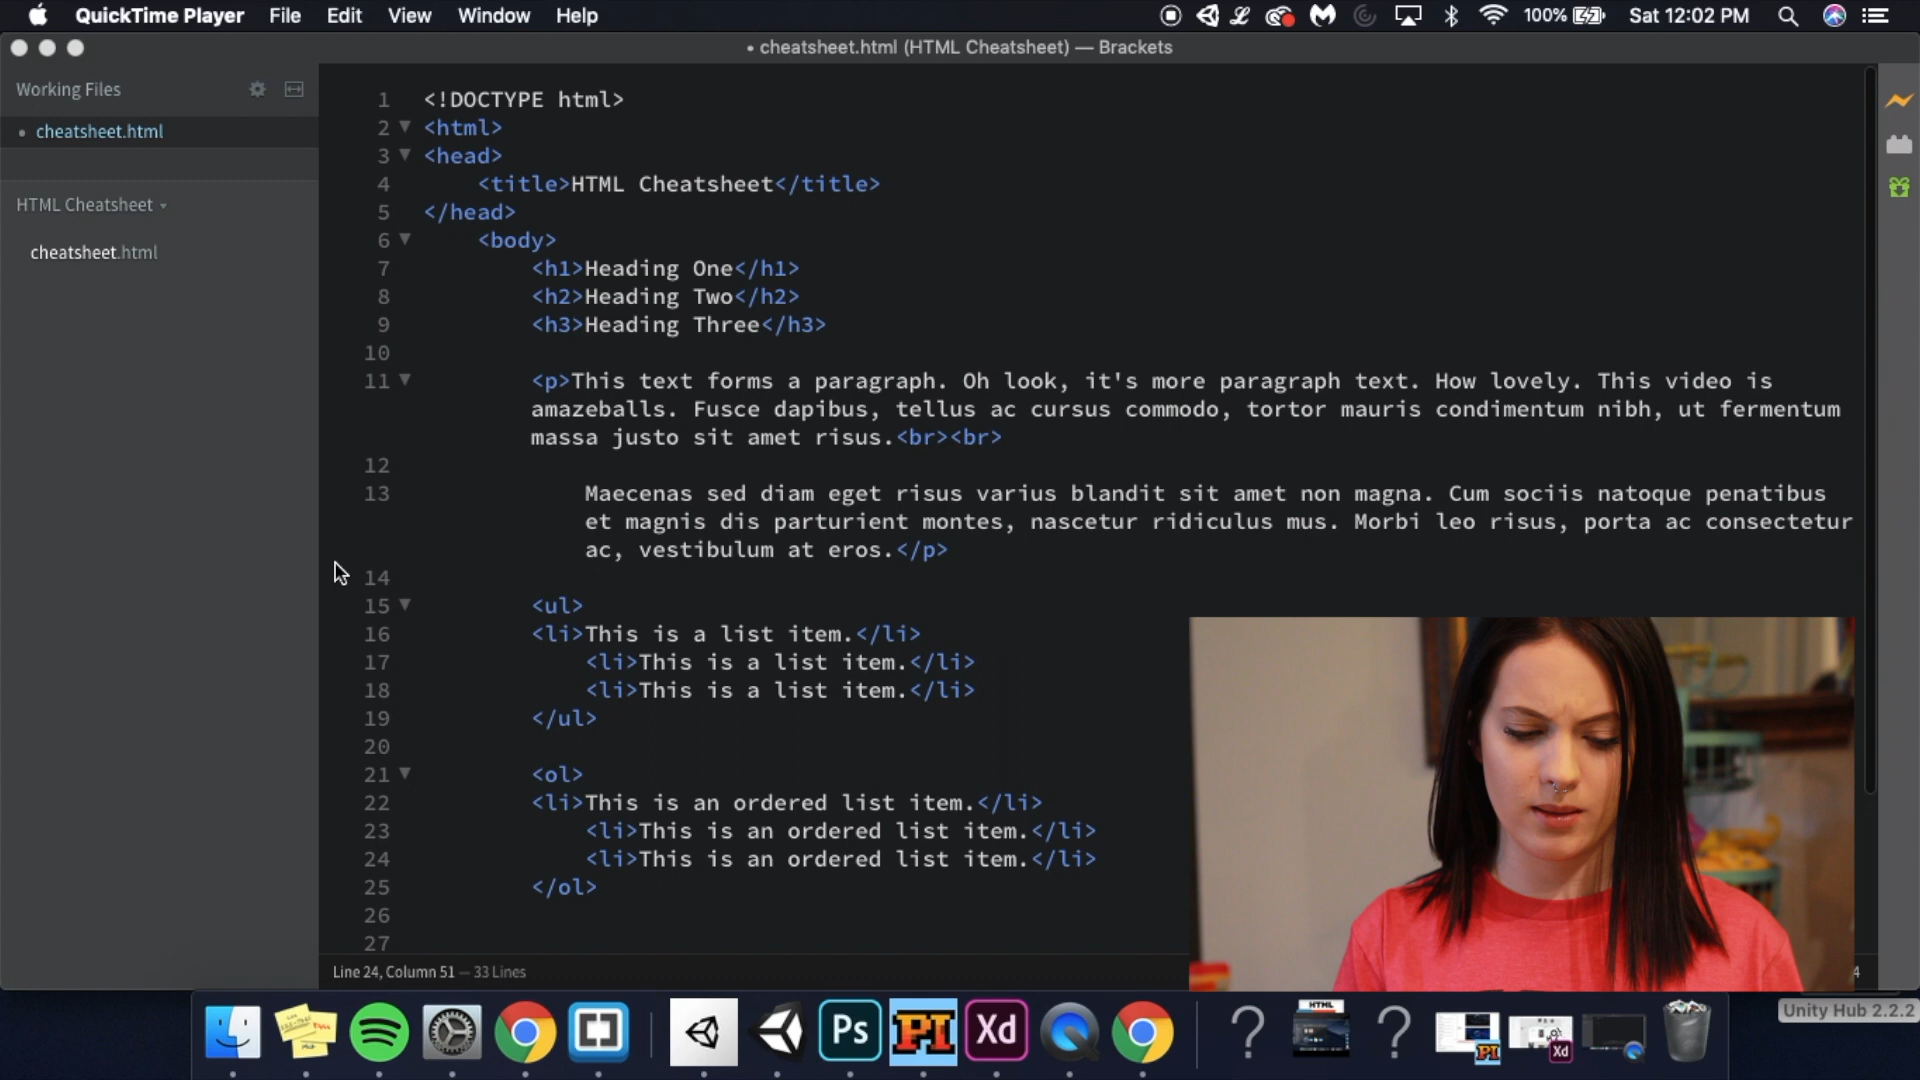 QuickTime Player File Edit View Window Help 100% Sat 12:02 PM
• cheatsheet.html (HTML Cheatsheet) — Brackets
Working Files
• cheatsheet.html
HTML Cheatsheet
cheatsheet.html
1 <!DOCTYPE html>
2 <html>
3 <head>
4 <title>HTML Cheatsheet</title>
5 </head>
6 <body>
7 <h1>Heading One</h1>
8 <h2>Heading Two</h2>
9 <h3>Heading Three</h3>
10
11 <p>This text forms a paragraph. Oh look, it's more paragraph text. How lovely. This video is
amazeballs. Fusce dapibus, tellus ac cursus commodo, tortor mauris condimentum nibh, ut fermentum
massa justo sit amet risus.<br><br>
12
13 Maecenas sed diam eget risus varius blandit sit amet non magna. Cum sociis natoque penatibus
et magnis dis parturient montes, nascetur ridiculus mus. Morbi leo risus, porta ac consectetur
ac, vestibulum at eros.</p>
14
15 <ul>
16 <li>This is a list item.</li>
17 <li>This is a list item.</li>
18 <li>This is a list item.</li>
19 </ul>
20
21 <ol>
22 <li>This is an ordered list item.</li>
23 <li>This is an ordered list item.</li>
24 <li>This is an ordered list item.</li>
25 </ol>
26
27
Line 24, Column 51 — 33 Lines
4
Unity Hub 2.2.2
HTML
Ps PI Xd
PI Xd